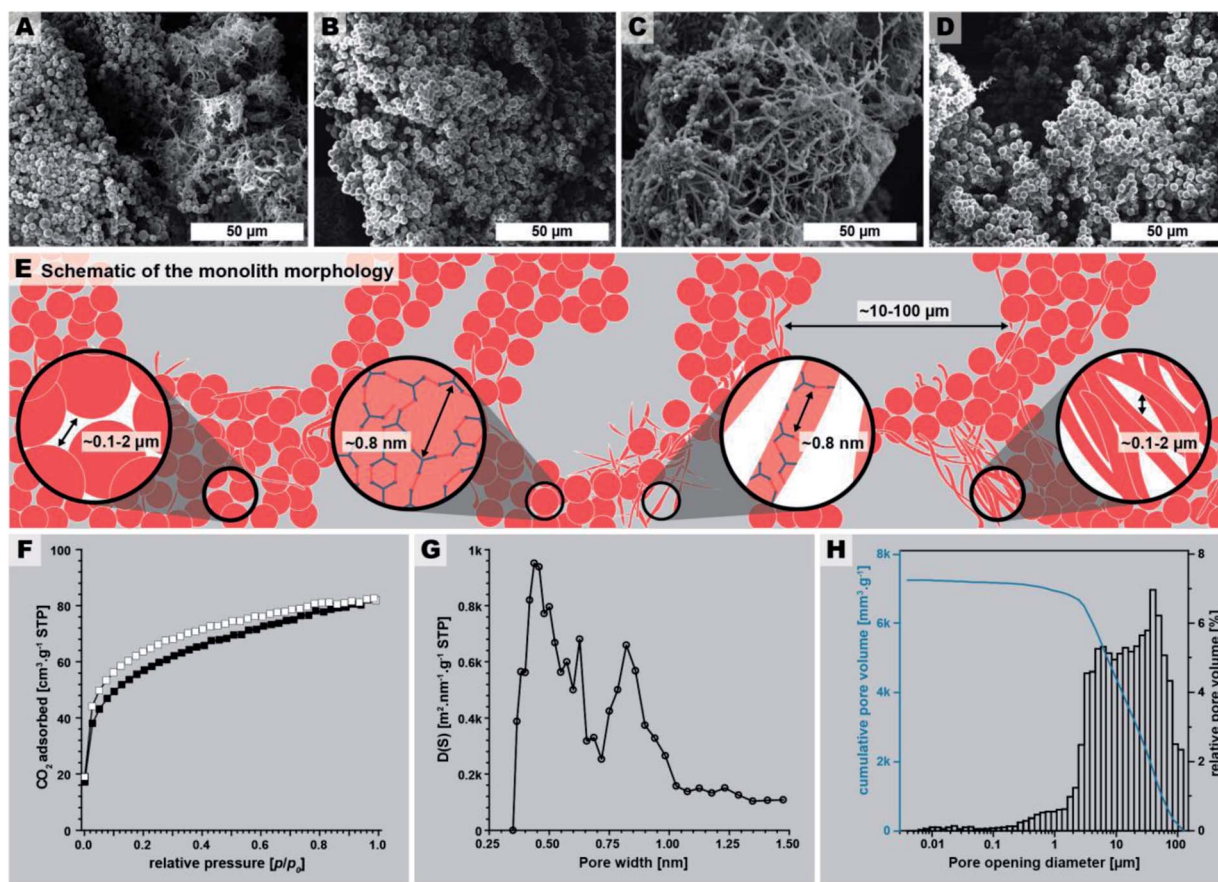 A
B
C
D
50 µm
50 µm
50 µm
50 µm
E Schematic of the monolith morphology
~10-100 µm
~0.1-2 µm
~0.8 nm
~0.8 nm
~0.1-2 µm
F
100
80
60
40
20
0
0.0
0.2
0.4
0.6
0.8
1.0
CO₂ adsorbed [cm³.g⁻¹ STP]
relative pressure [p/p₀]
G
1k
0.8k
0.6k
0.4k
0.2k
0
0.25
0.50
0.75
1.00
1.25
1.50
D(S) [m².nm⁻¹.g⁻¹ STP]
Pore width [nm]
H
8k
6k
4k
2k
0
8
6
4
2
0
0.01
0.1
1
10
100
cumulative pore volume [mm³.g⁻¹]
relative volume [%]
Pore opening diameter [µm]